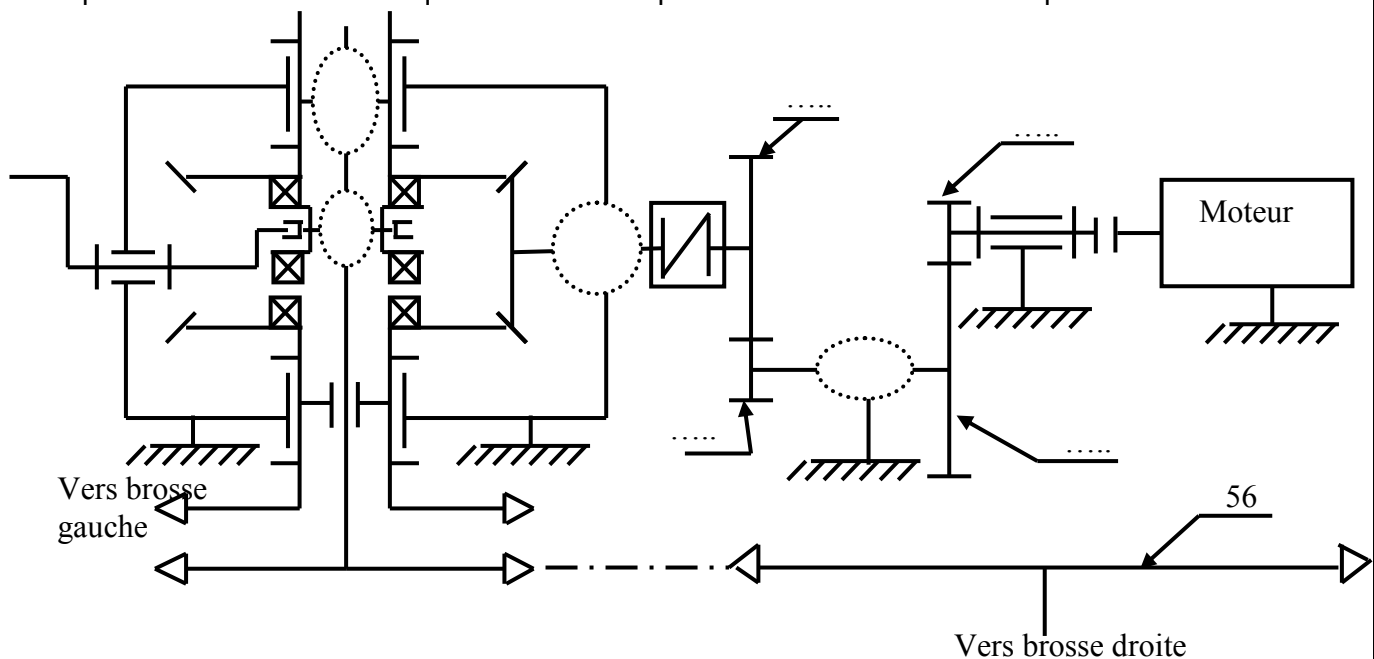 .....
.....
Moteur
.....
.....
Vers brosse
gauche
56
Vers brosse droite